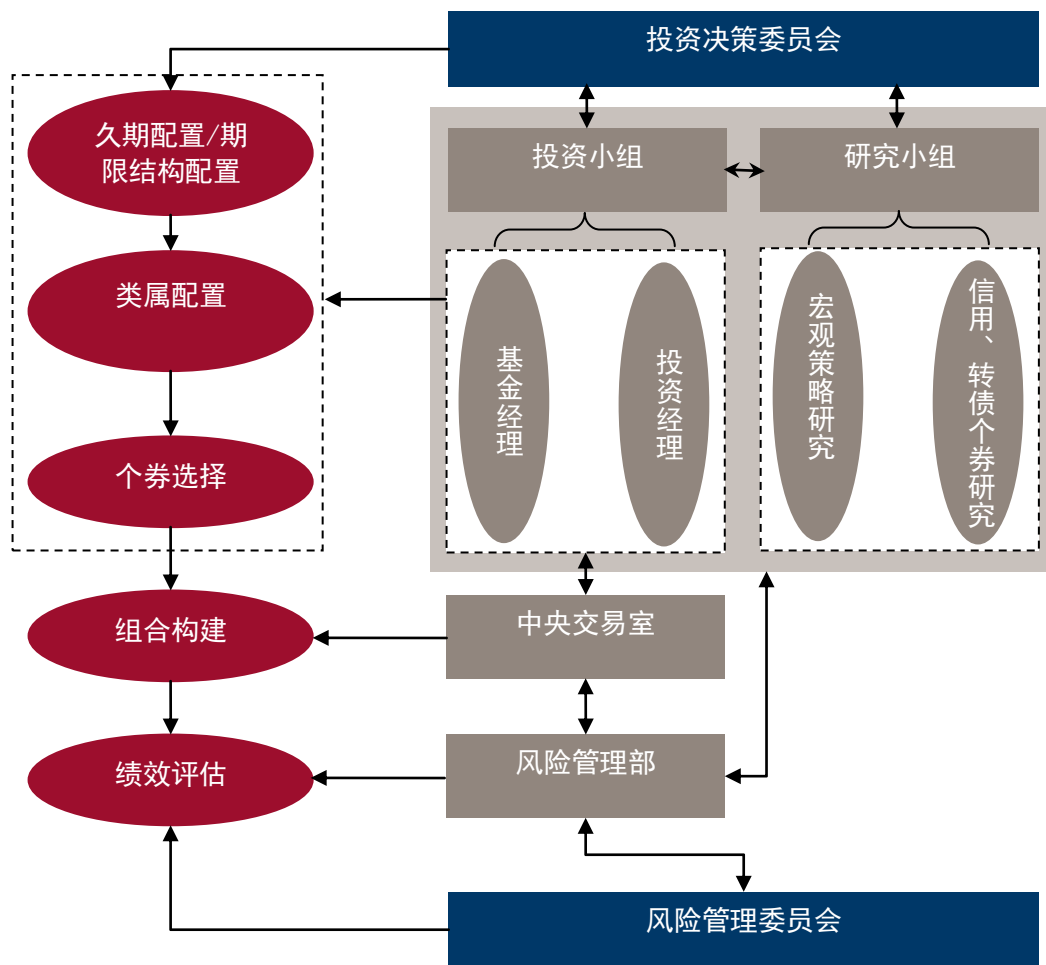 投资决策委员会
久期配置/期
限结构配置
投资小组
研究小组
类属配置
个券选择
基金经理
投资经理
宏观策略研究
信用、转债个券研究
组合构建
中央交易室
绩效评估
风险管理部
风险管理委员会